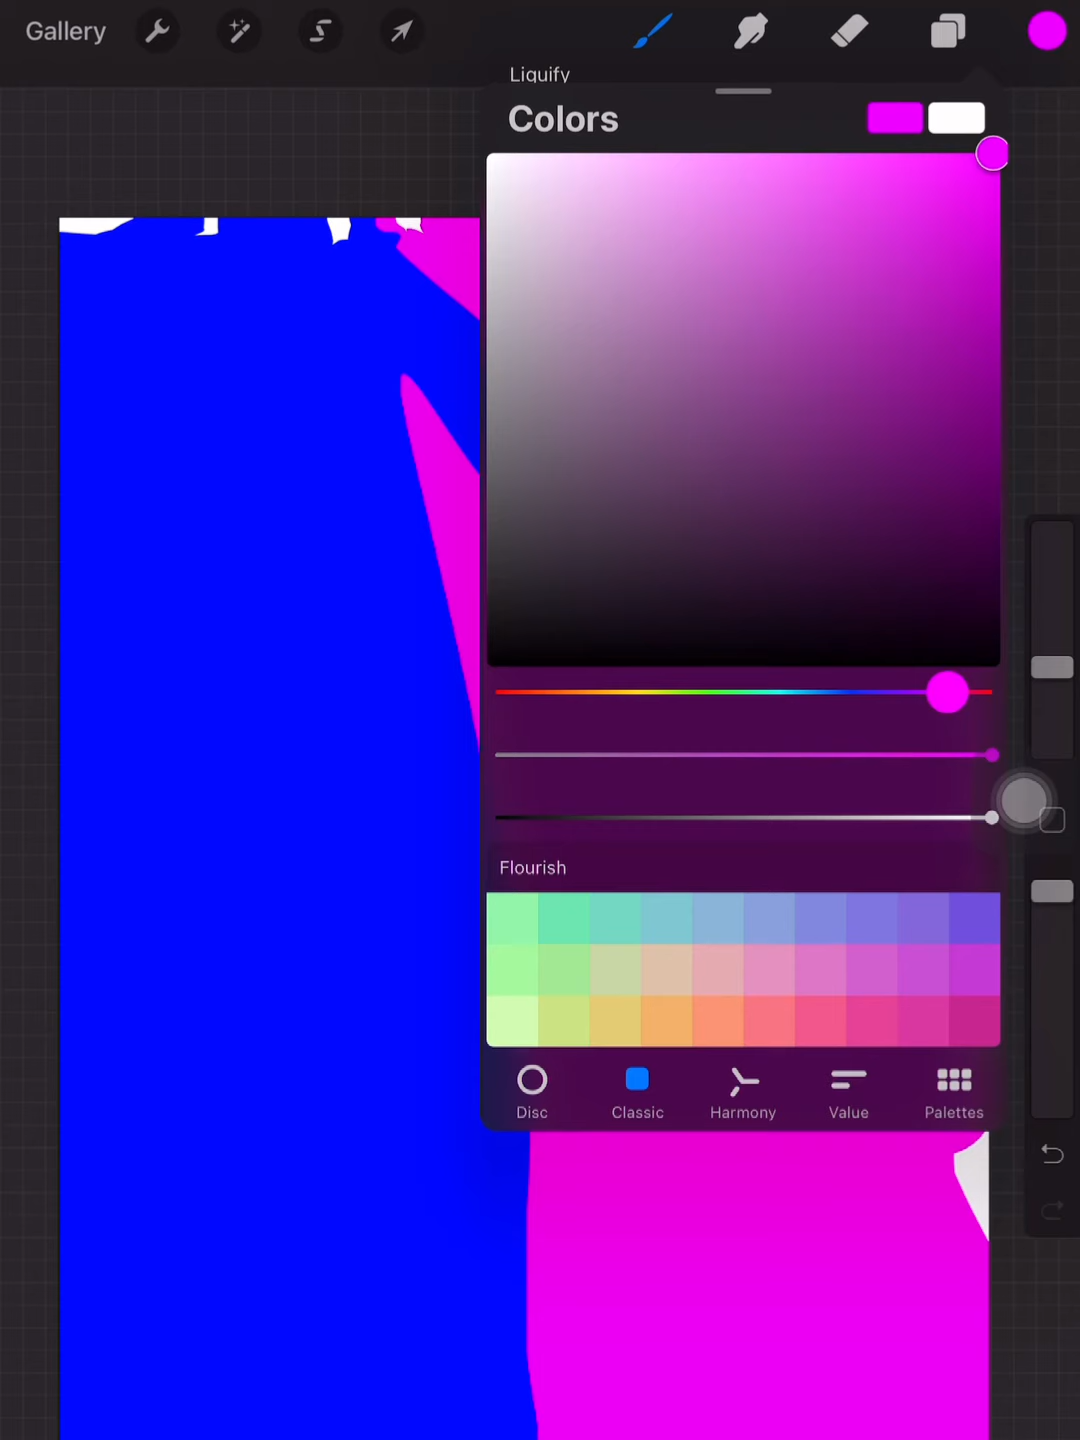 Gallery
Liquify
Colors
Flourish
Disc
Classic
Harmony
Value
Palettes